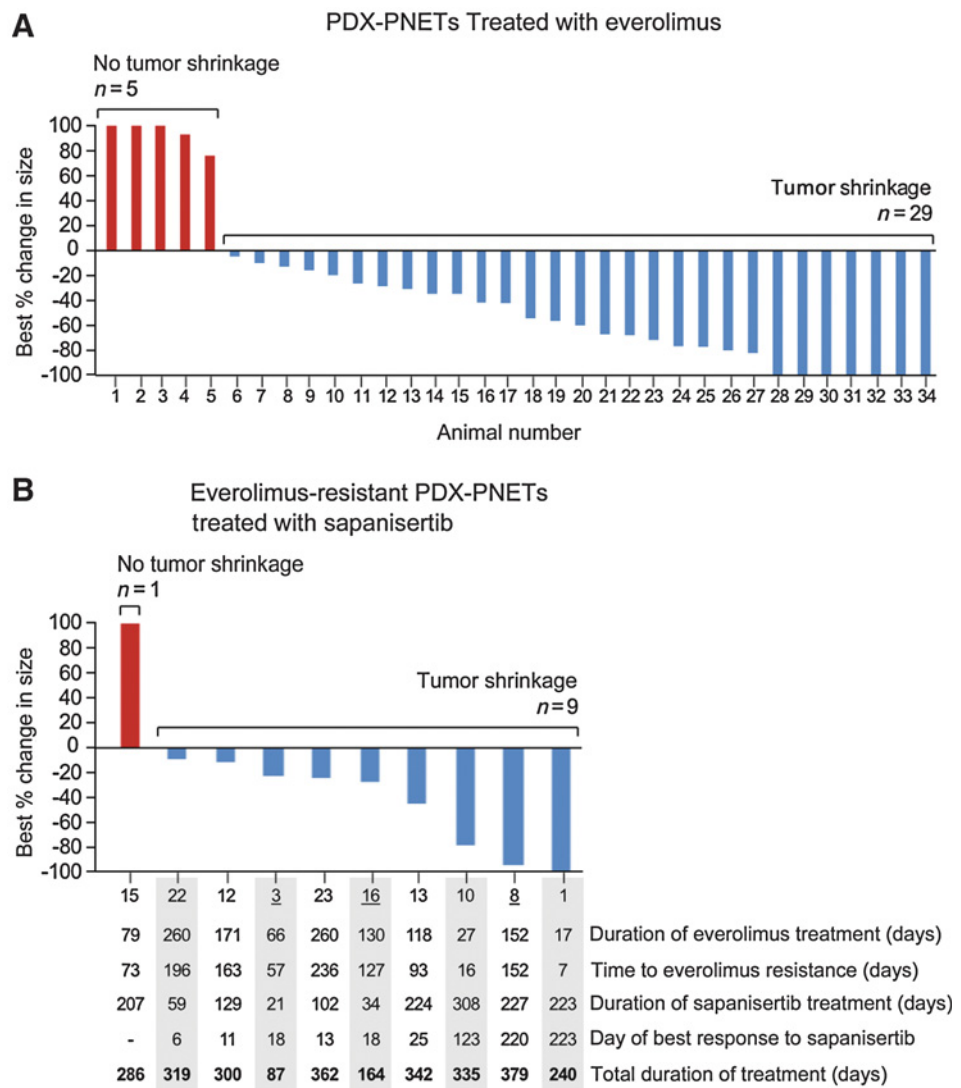 A
PDX-PNETs Treated with everolimus
No tumor shrinkage
n = 5
Tumor shrinkage
n = 29
Best % change in size
100
80
60
40
20
0
-20
-40
-60
-80
-100
1 2 3 4 5 6 7 8 9 10 11 12 13 14 15 16 17 18 19 20 21 22 23 24 25 26 27 28 29 30 31 32 33 34
Animal number
B
Everolimus-resistant PDX-PNETs
treated with sapanisertib
No tumor shrinkage
n = 1
Tumor shrinkage
n = 9
Best % change in size
100
80
60
40
20
0
-20
-40
-60
-80
-100
15 22 12 3 23 16 13 10 8 1
79 260 171 66 260 130 118 27 152 17 Duration of everolimus treatment (days)
73 196 163 57 236 127 93 16 152 7 Time to everolimus resistance (days)
207 59 129 21 102 34 224 308 227 223 Duration of sapanisertib treatment (days)
- 6 11 18 13 18 25 123 220 223 Day of best response to sapanisertib
286 319 300 87 362 164 342 335 379 240 Total duration of treatment (days)